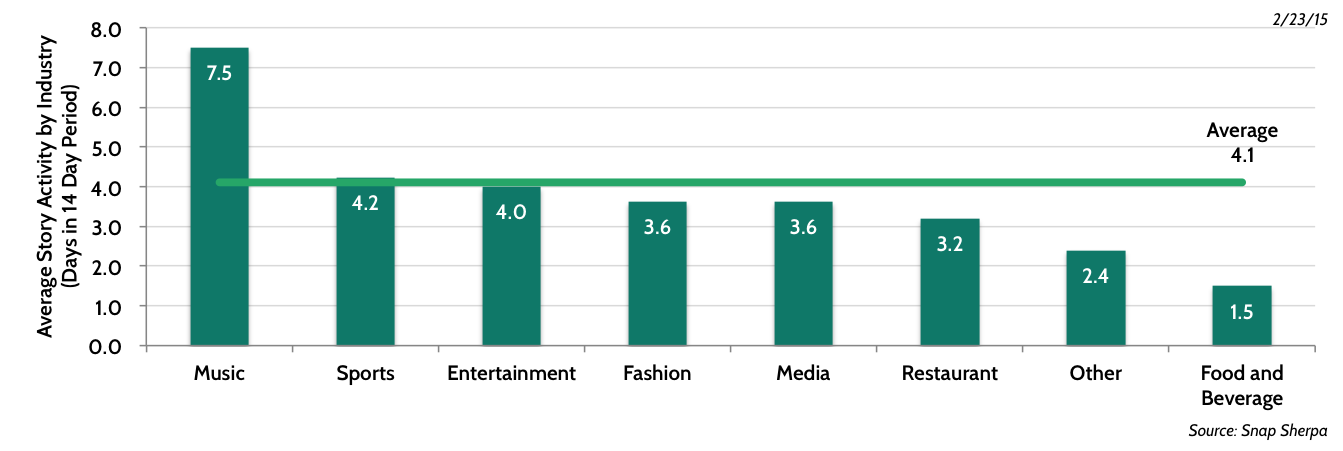 2/23/15
Average Story Activity by Industry
(Days in 14 Day Period)
8.0
7.0
6.0
5.0
4.0
3.0
2.0
1.0
0.0
7.5
4.2
4.0
3.6
3.6
3.2
2.4
1.5
Average
4.1
Music
Sports
Entertainment
Fashion
Media
Restaurant
Other
Food and
Beverage
Source: Snap Sherpa